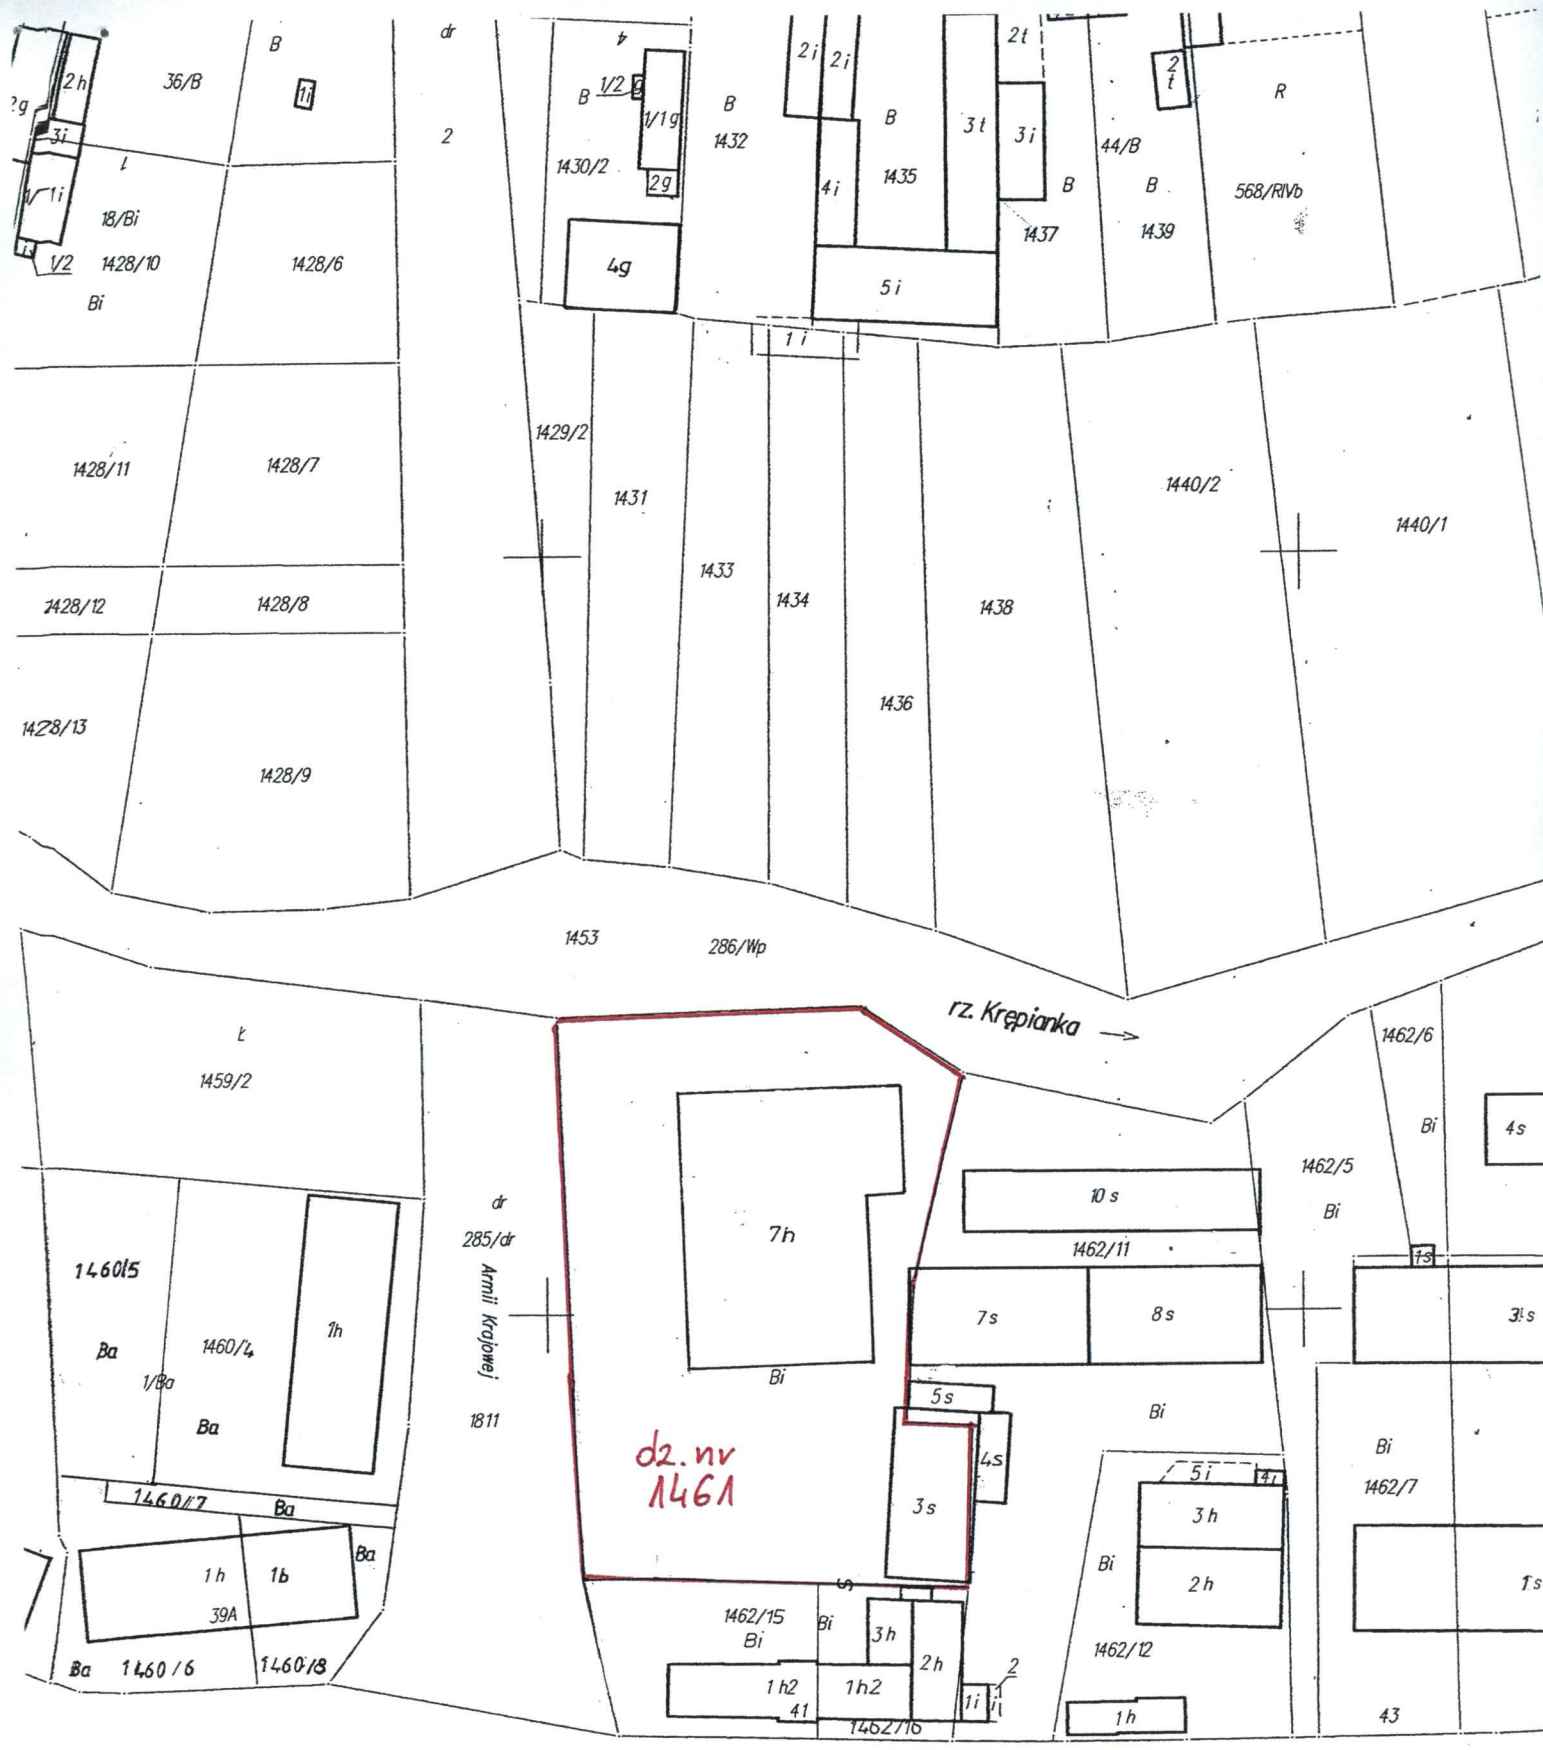 B
dr
4
2i
2i
2t
2 t
R
2h
36/B
1i
B
1/2
g
1/1g
B
1432
B
3t
3i
44/B
3i
2
1430/2
2g
4i
1435
B
B
568/RIVb
1i
18/Bi
1437
1439
1/2
1428/10
1428/6
4g
5i
Bi
1i
1429/2
1428/11
1428/7
1431
1440/2
1440/1
1433
1428/12
1428/8
1434
1438
1428/13
1436
1428/9
1453
286/Wp
rz. Krępianka →
1462/6
Ł
1459/2
Bi
4s
dr
10 s
1462/5
285/dr
7h
Bi
1460/5
1462/11
1s
Armii Krajowej
7s
8s
3s
1h
Ba
1460/4
1/Ba
Bi
5s
Bi
Ba
1811
dz. nr
1461
4s
Bi
5i
4i
1462/7
1460/7
Ba
3s
3h
Ba
Bi
2h
1s
1h
1b
39A
1462/15
Bi
Bi
3h
1462/12
Ba
1460/6
1460/8
2h
2
1h2
1h2
1i
i
41
1h
43
1462/16